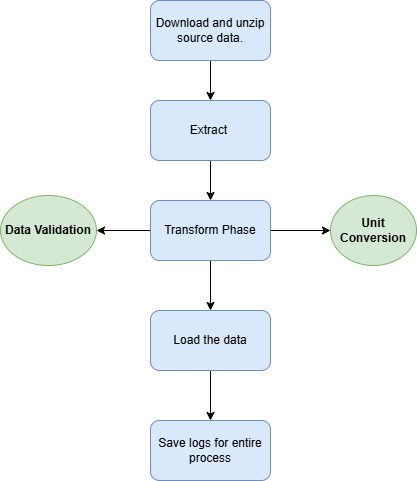 Download and unzip
source data.
Extract
Data Validation
Transform Phase
Unit
Conversion
Load the data
Save logs for entire
process